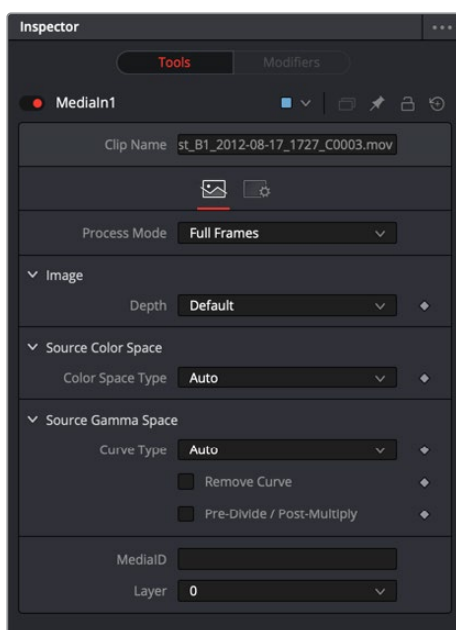 Inspector
Tools Modifiers
MediaIn1
Clip Name st_B1_2012-08-17_1727_C0003.mov
Process Mode Full Frames
Image
Depth Default
Source Color Space
Color Space Type Auto
Source Gamma Space
Curve Type Auto
Remove Curve
Pre-Divide / Post-Multiply
MediaID
Layer 0